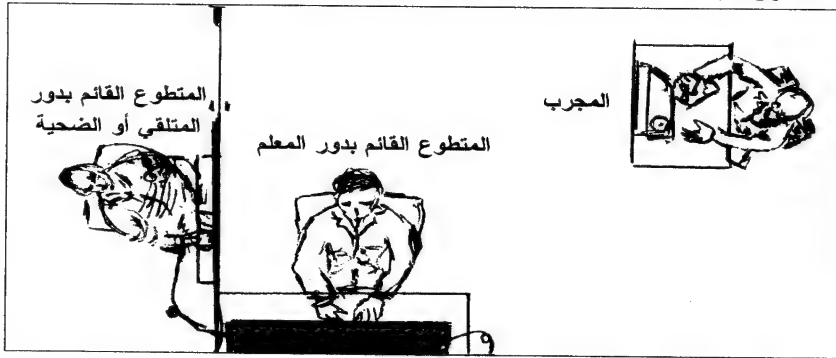 المتطوع القائم بدور
المتلقي أو الضحية
المتطوع القائم بدور المعلم
المجرب